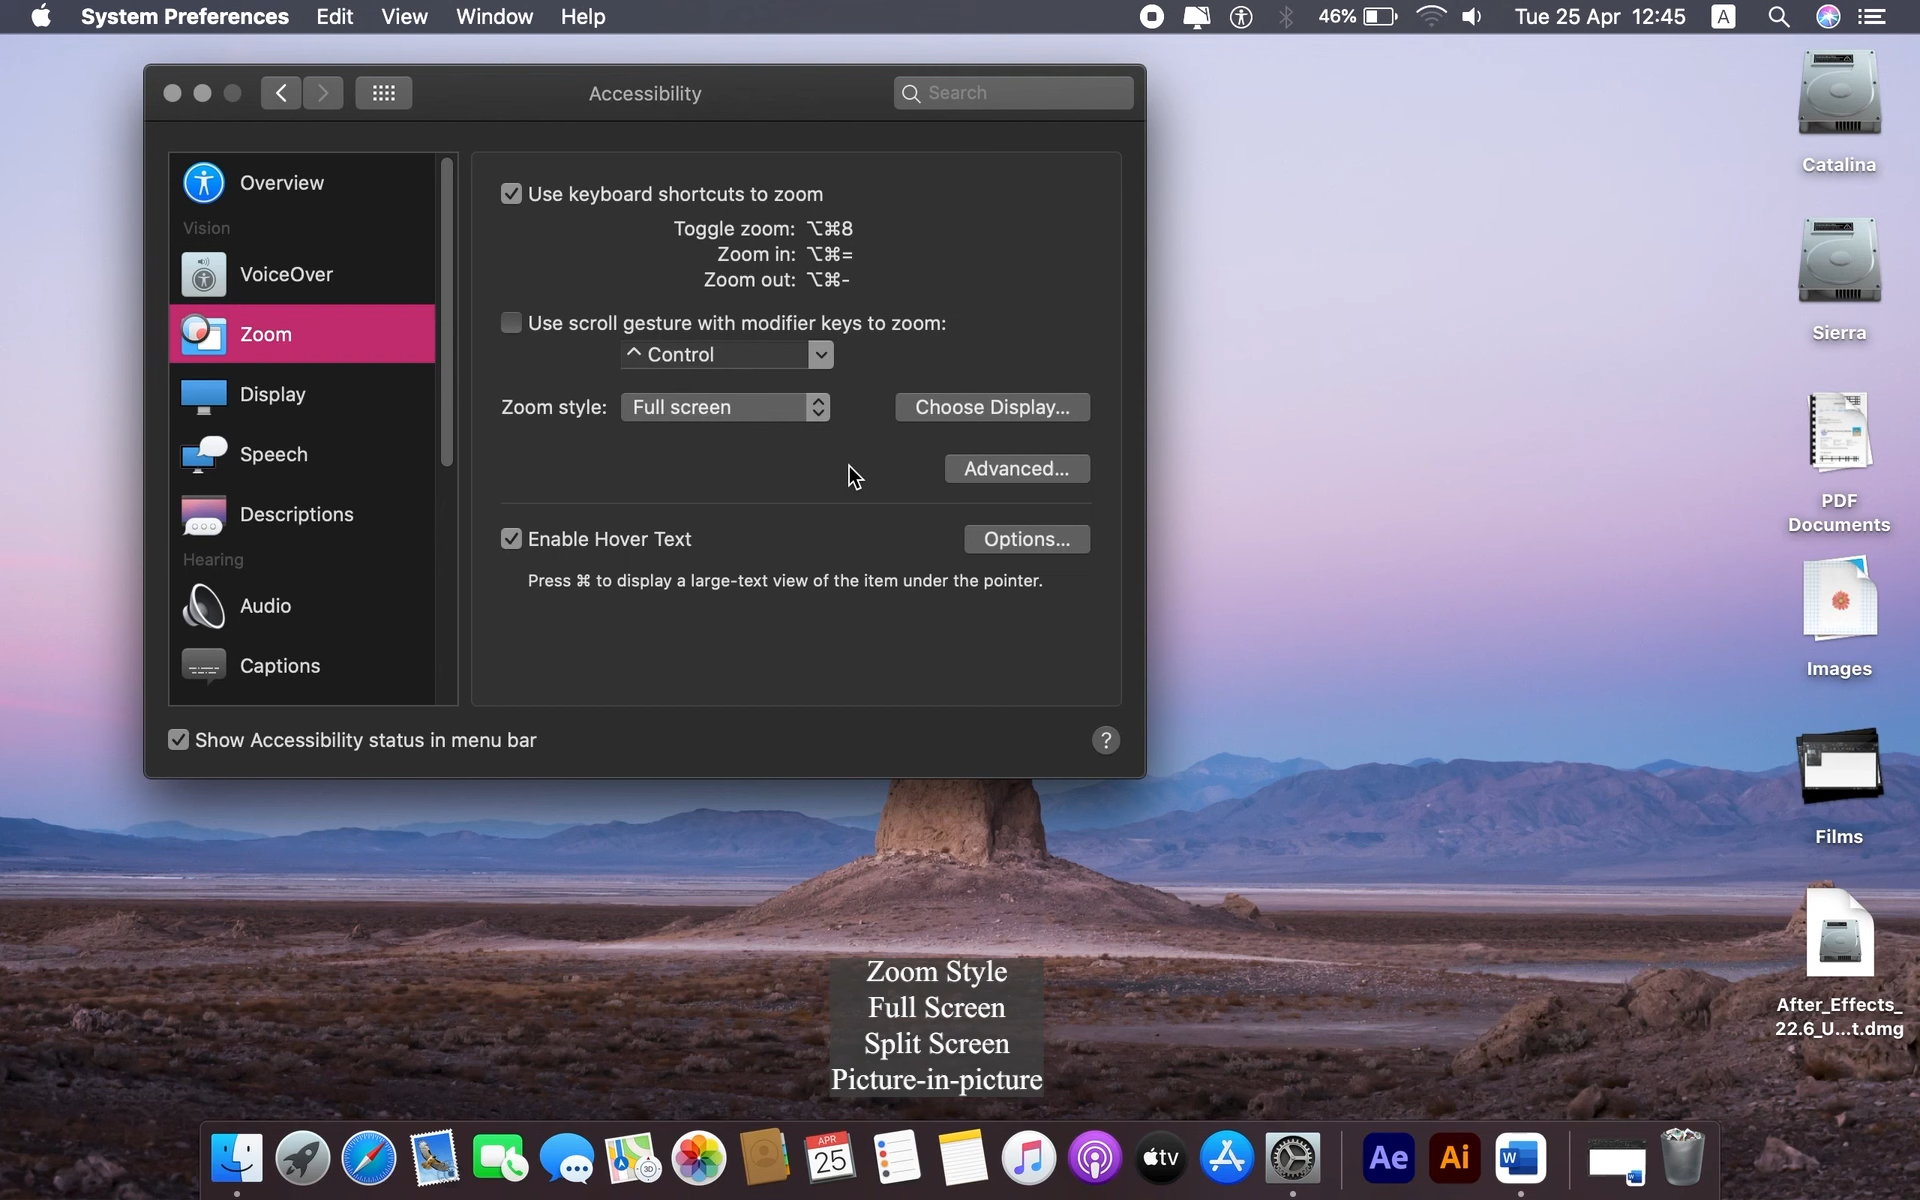 System Preferences Edit View Window Help 46% Tue 25 Apr 12:45 A
Accessibility
Search
Overview
Vision
VoiceOver
Zoom
Display
Speech
Descriptions
Hearing
Audio
Captions
Use keyboard shortcuts to zoom
Toggle zoom: ⌥⌘8
Zoom in: ⌥⌘=
Zoom out: ⌥⌘-
Use scroll gesture with modifier keys to zoom:
^ Control
Zoom style: Full screen Choose Display...
Advanced...
Enable Hover Text Options...
Press ⌘ to display a large-text view of the item under the pointer.
Show Accessibility status in menu bar ?
Catalina
Sierra
PDF
Documents
Images
Films
After_Effects_
22.6_U...t.dmg
Zoom Style
Full Screen
Split Screen
Picture-in-picture
APR
25
3D
tv
Ae
Ai
W